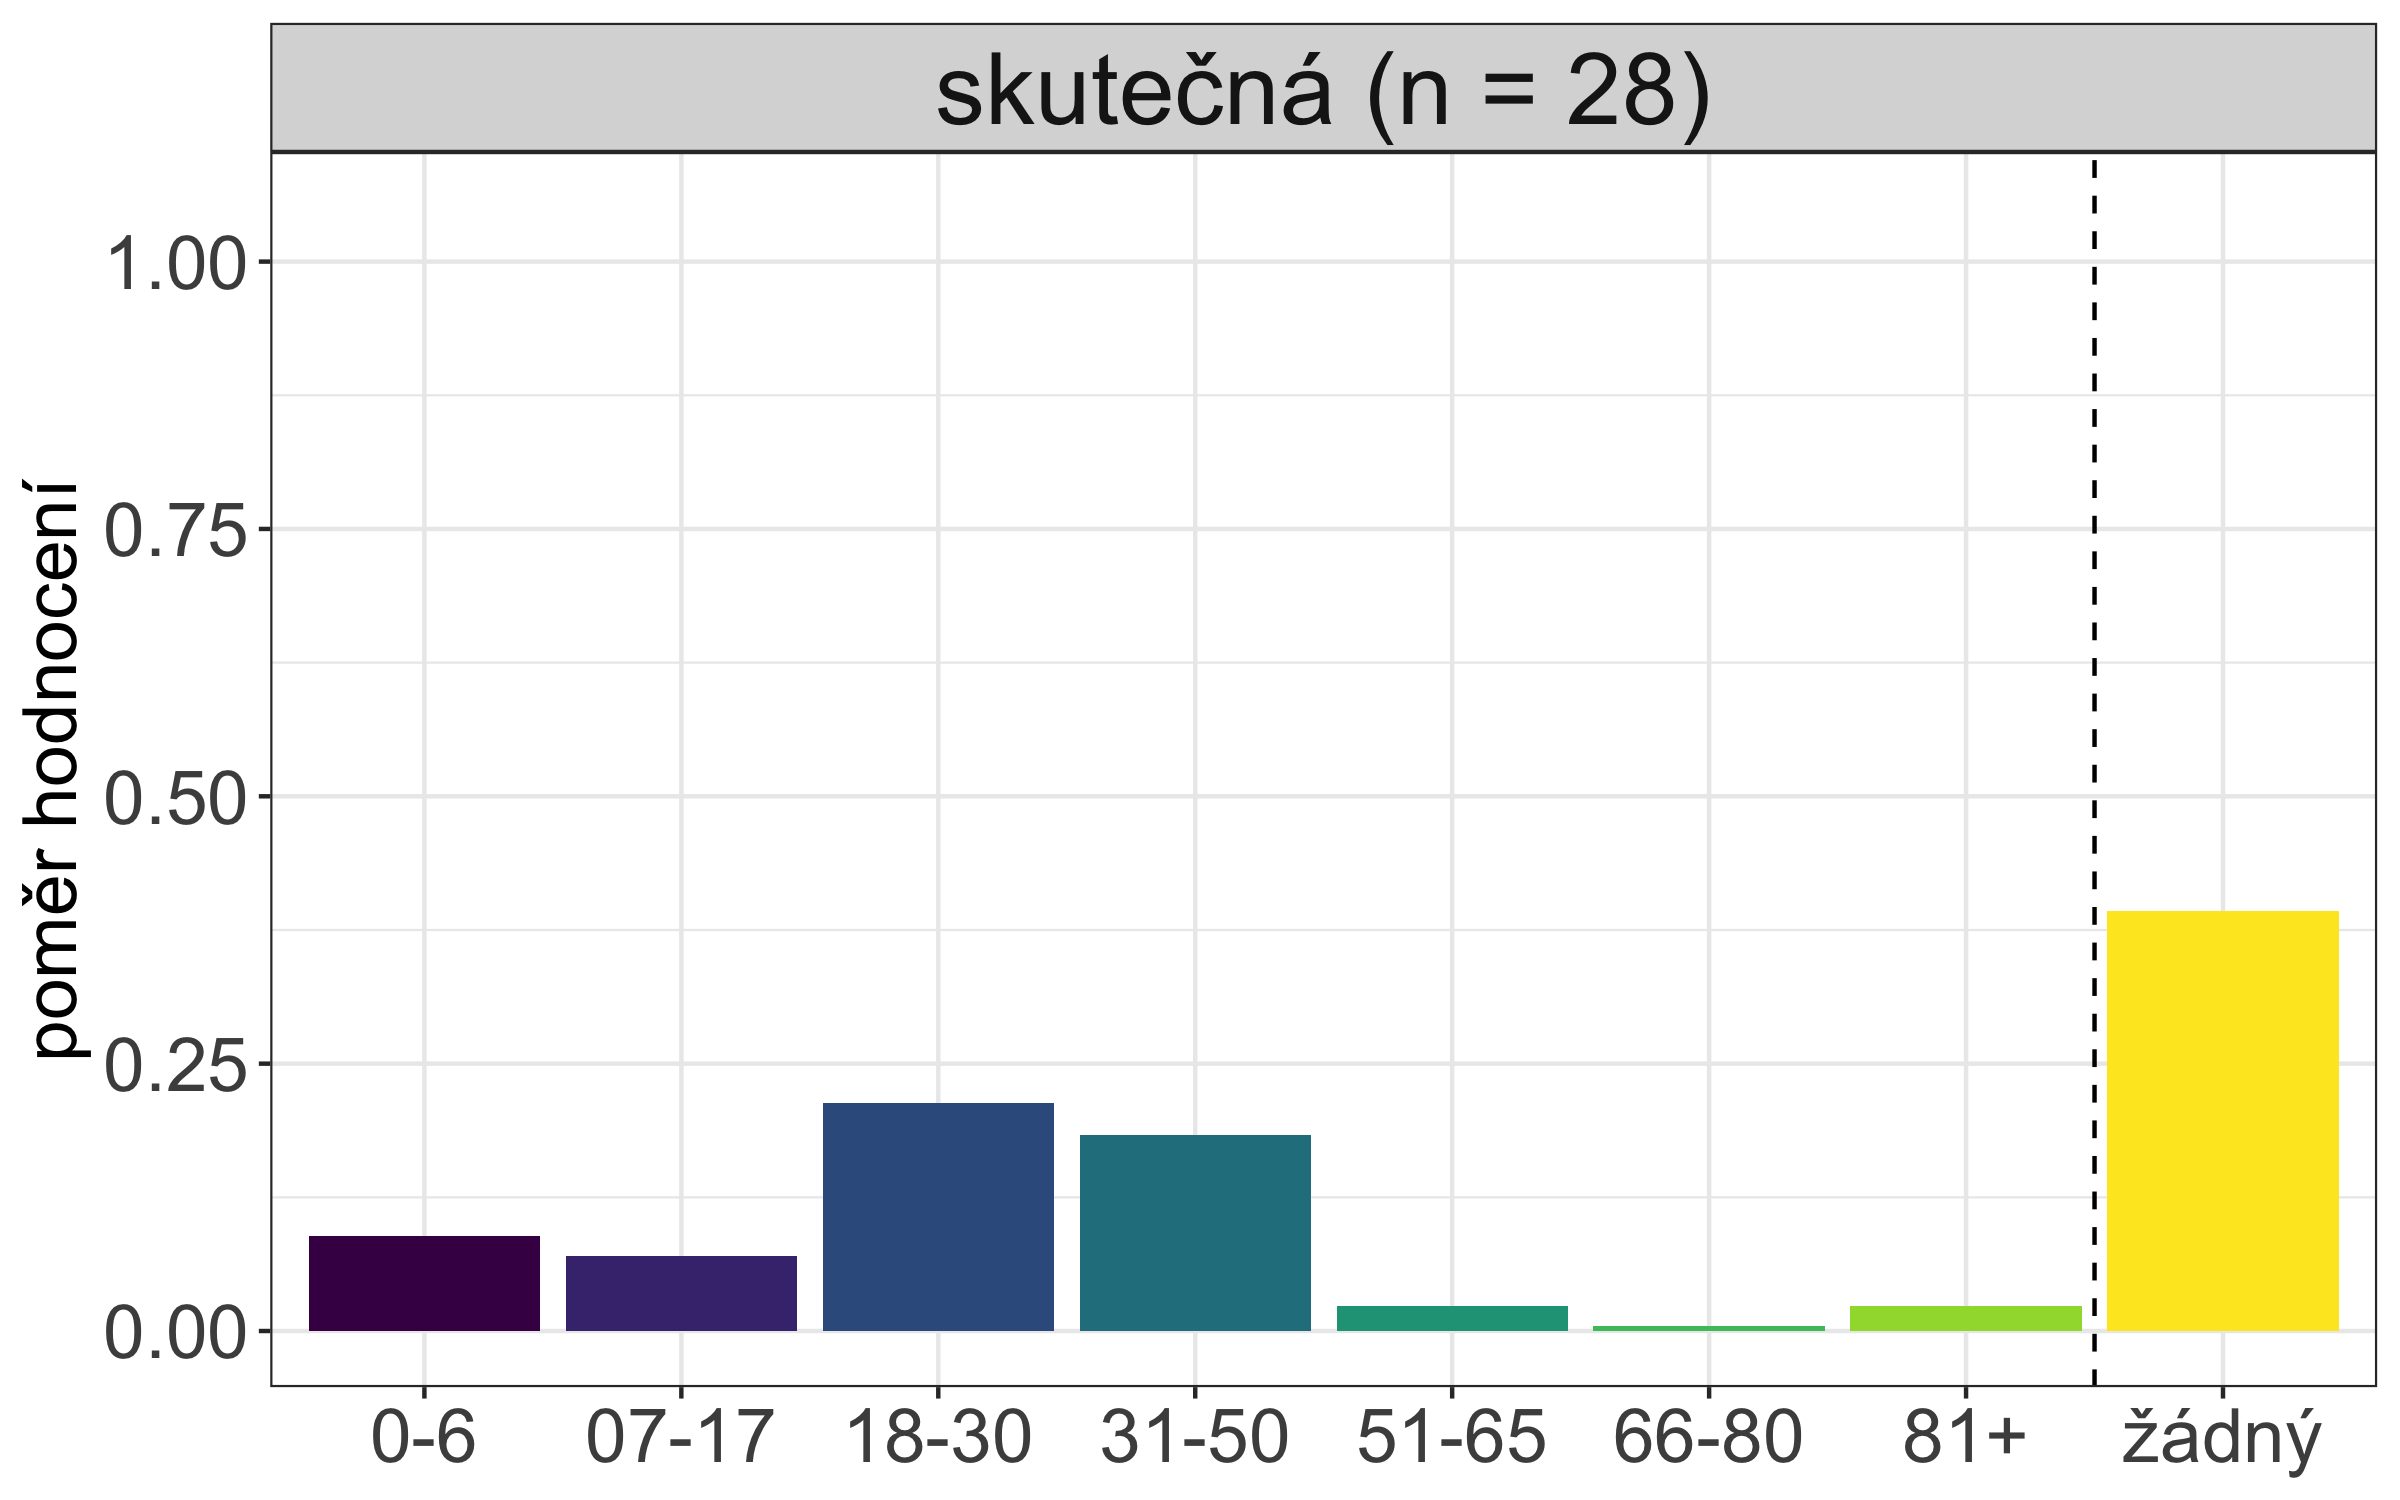 skutečná (n = 28)
poměr hodnocení
1.00
0.75
0.50
0.25
0.00
0-6 07-17 18-30 31-50 51-65 66-80 81+ žádný